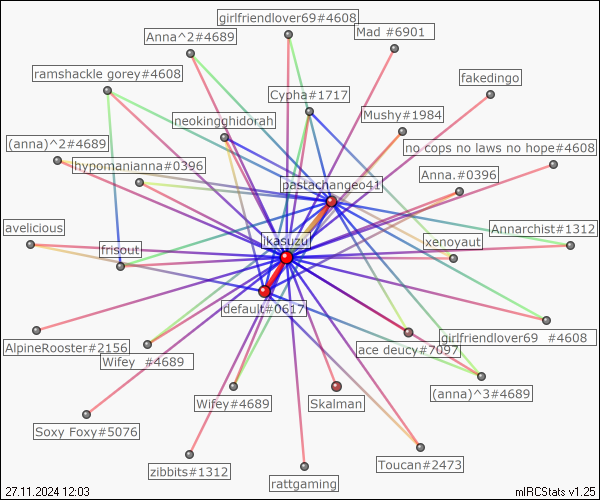 girlfriendlover69#4608
Anna^2#4689
Mad #6901
ramshackle gorey#4608
fakedingo
Cypha#1717
Mushy#1984
neokingghidorah
(anna)^2#4689
no cops no laws no hope#4608
hypomanianna#0396
Anna.#0396
pastachangeo41
avelicious
Annarchist#1312
xenoyaut
frisout
default#0617
girlfriendlover69 #4608
AlpineRooster#2156
ace deucy#7097
Wifey #4689
(anna)^3#4689
Wifey#4689
Skalman
Soxy Foxy#5076
Toucan#2473
zibbits#1312
rattgaming
27.11.2024 12:03
mIRCStats v1.25